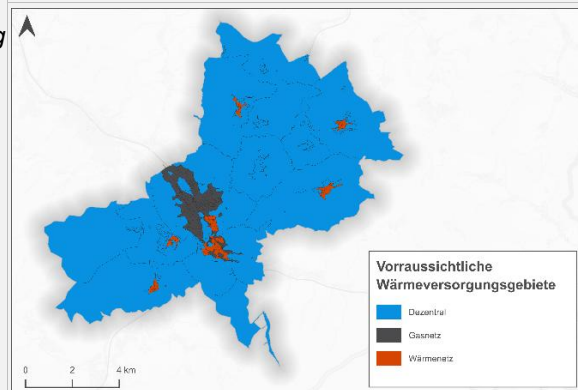 g
Vorraussichtliche
Wärmeversorgungsgebiete
Dezentral
Gasnetz
Wärmenetz
0 2 4 km